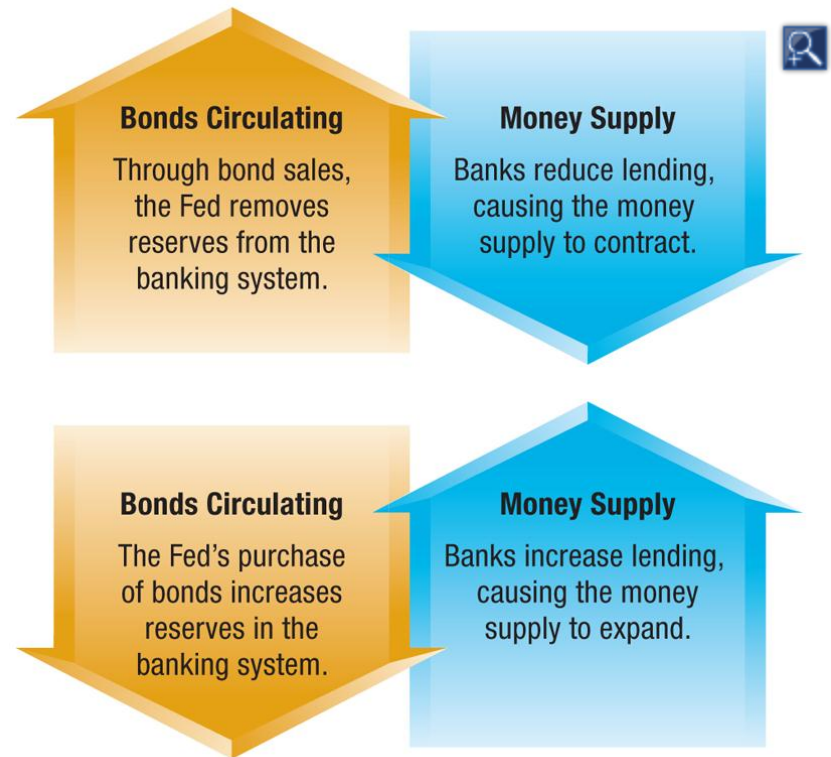 Bonds Circulating
Through bond sales,
the Fed removes
reserves from the
banking system.
Money Supply
Banks reduce lending,
causing the money
supply to contract.
Bonds Circulating
The Fed’s purchase
of bonds increases
reserves in the
banking system.
Money Supply
Banks increase lending,
causing the money
supply to expand.